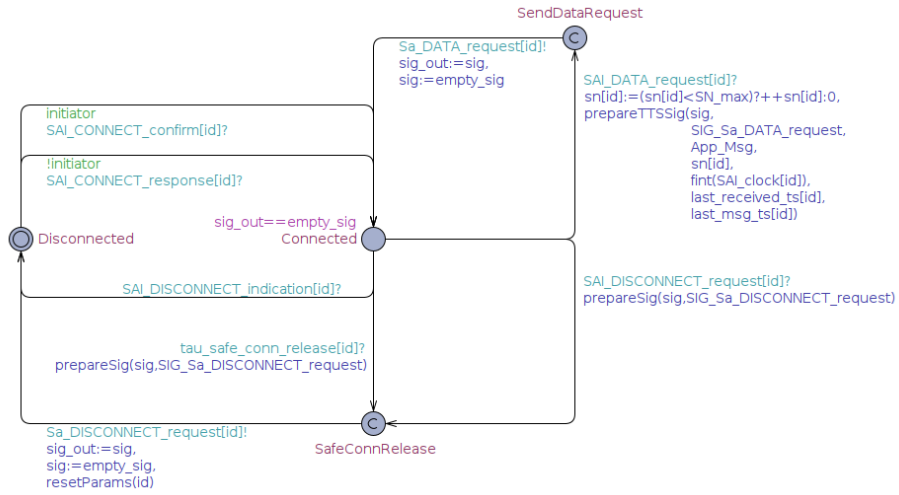 SendDataRequest
C
Sa_DATA_request[id]!
sig_out:=sig,
sig:=empty_sig
SAI_DATA_request[id]?
sn[id]:=(sn[id]<SN_max)?++sn[id]:0,
prepareTTSSig(sig,
SIG_Sa_DATA_request,
App_Msg,
sn[id],
fint(SAI_clock[id]),
last_received_ts[id],
last_msg_ts[id])
initiator
SAI_CONNECT_confirm[id]?
!initiator
SAI_CONNECT_response[id]?
sig_out==empty_sig
Disconnected
Connected
SAI_DISCONNECT_indication[id]?
SAI_DISCONNECT_request[id]?
prepareSig(sig,SIG_Sa_DISCONNECT_request)
tau_safe_conn_release[id]?
prepareSig(sig,SIG_Sa_DISCONNECT_request)
C
SafeConnRelease
Sa_DISCONNECT_request[id]!
sig_out:=sig,
sig:=empty_sig,
resetParams(id)